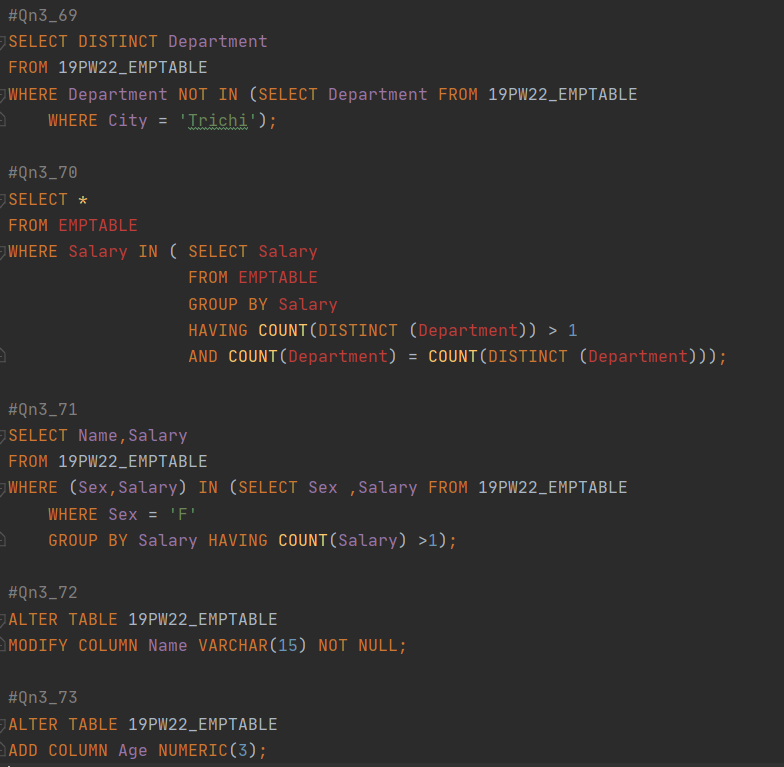 #Qn3_69
SELECT DISTINCT Department
FROM 19PW22_EMPTABLE
WHERE Department NOT IN (SELECT Department FROM 19PW22_EMPTABLE
    WHERE City = 'Trichi');
#Qn3_70
SELECT *
FROM EMPTABLE
WHERE Salary IN ( SELECT Salary
                  FROM EMPTABLE
                  GROUP BY Salary
                  HAVING COUNT(DISTINCT (Department)) > 1
                  AND COUNT(Department) = COUNT(DISTINCT (Department)));
#Qn3_71
SELECT Name,Salary
FROM 19PW22_EMPTABLE
WHERE (Sex,Salary) IN (SELECT Sex ,Salary FROM 19PW22_EMPTABLE
    WHERE Sex = 'F'
    GROUP BY Salary HAVING COUNT(Salary) >1);
#Qn3_72
ALTER TABLE 19PW22_EMPTABLE
MODIFY COLUMN Name VARCHAR(15) NOT NULL;
#Qn3_73
ALTER TABLE 19PW22_EMPTABLE
ADD COLUMN Age NUMERIC(3);